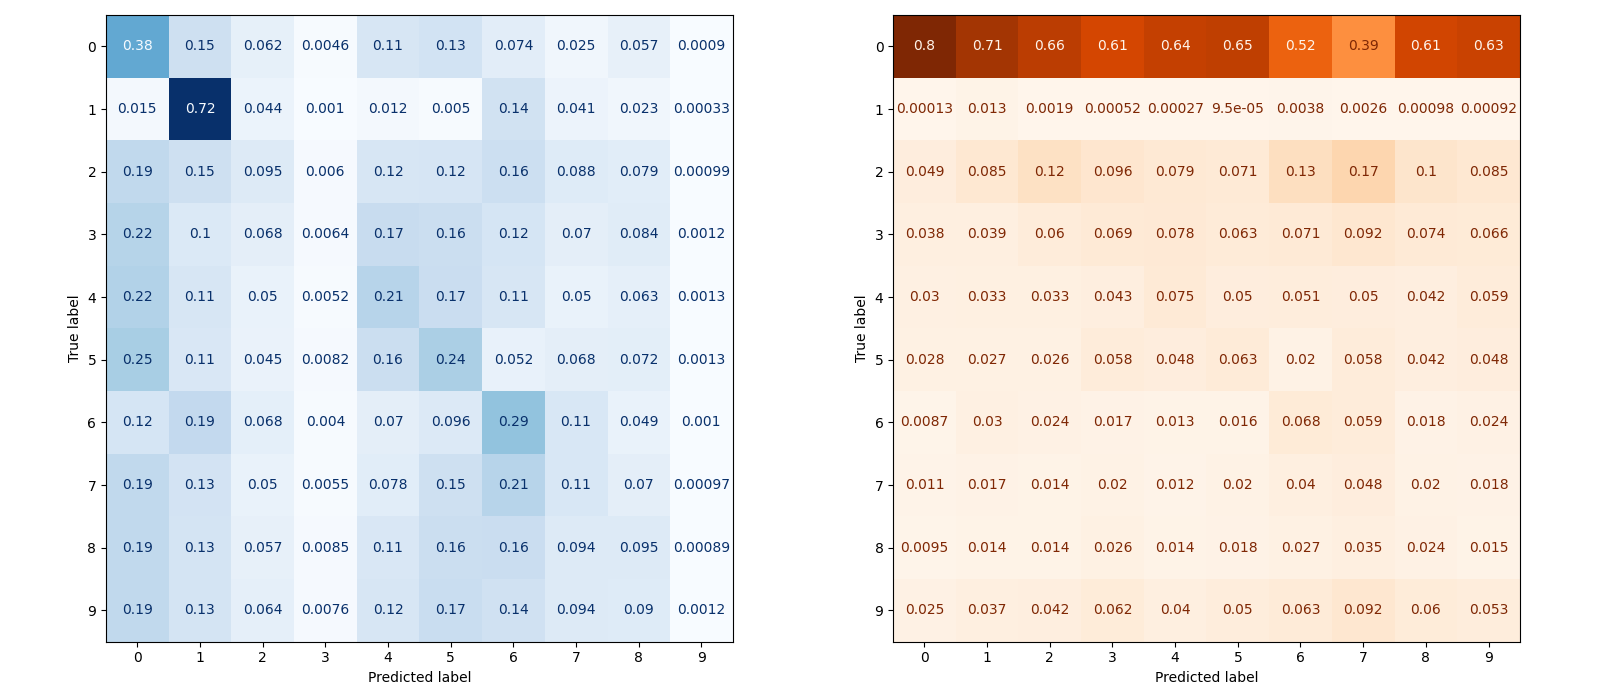 0 0.38 0.15 0.062 0.0046 0.11 0.13 0.074 0.025 0.057 0.0009
1 0.015 0.72 0.044 0.001 0.012 0.005 0.14 0.041 0.023 0.00033
2 0.19 0.15 0.095 0.006 0.12 0.12 0.16 0.088 0.079 0.00099
3 0.22 0.1 0.068 0.0064 0.17 0.16 0.12 0.07 0.084 0.0012
4 0.22 0.11 0.05 0.0052 0.21 0.17 0.11 0.05 0.063 0.0013
5 0.25 0.11 0.045 0.0082 0.16 0.24 0.052 0.068 0.072 0.0013
6 0.12 0.19 0.068 0.004 0.07 0.096 0.29 0.11 0.049 0.001
7 0.19 0.13 0.05 0.0055 0.078 0.15 0.21 0.11 0.07 0.00097
8 0.19 0.13 0.057 0.0085 0.11 0.16 0.16 0.094 0.095 0.00089
9 0.19 0.13 0.064 0.0076 0.12 0.17 0.14 0.094 0.09 0.0012
0 1 2 3 4 5 6 7 8 9
Predicted label
True label
0 0.8 0.71 0.66 0.61 0.64 0.65 0.52 0.39 0.61 0.63
1 0.00013 0.013 0.0019 0.00052 0.00027 9.5e-05 0.0038 0.0026 0.00098 0.00092
2 0.049 0.085 0.12 0.096 0.079 0.071 0.13 0.17 0.1 0.085
3 0.038 0.039 0.06 0.069 0.078 0.063 0.071 0.092 0.074 0.066
4 0.03 0.033 0.033 0.043 0.075 0.05 0.051 0.05 0.042 0.059
5 0.028 0.027 0.026 0.058 0.048 0.063 0.02 0.058 0.042 0.048
6 0.0087 0.03 0.024 0.017 0.013 0.016 0.068 0.059 0.018 0.024
7 0.011 0.017 0.014 0.02 0.012 0.02 0.04 0.048 0.02 0.018
8 0.0095 0.014 0.014 0.026 0.014 0.018 0.027 0.035 0.024 0.015
9 0.025 0.037 0.042 0.062 0.04 0.05 0.063 0.092 0.06 0.053
0 1 2 3 4 5 6 7 8 9
Predicted label
True label